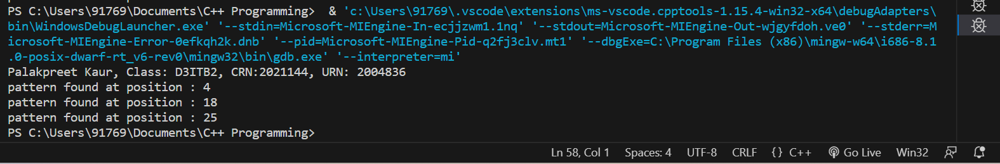 PS C:\Users\91769\Documents\C++ Programming>  & 'c:\Users\91769\.vscode\extensions\ms-vscode.cpptools-1.15.4-win32-x64\debugAdapters\
bin\WindowsDebugLauncher.exe' '--stdin=Microsoft-MIEngine-In-ecjjzwm1.1nq' '--stdout=Microsoft-MIEngine-Out-wjgyfdoh.ve0' '--stderr=M
icrosoft-MIEngine-Error-0efkqh2k.dnb' '--pid=Microsoft-MIEngine-Pid-q2fj3clv.mt1' '--dbgExe=C:\Program Files (x86)\mingw-w64\i686-8.1
.0-posix-dwarf-rt_v6-rev0\mingw32\bin\gdb.exe' '--interpreter=mi'
Palakpreet Kaur, Class: D3ITB2, CRN:2021144, URN: 2004836
pattern found at position : 4
pattern found at position : 18
pattern found at position : 25
PS C:\Users\91769\Documents\C++ Programming>
Ln 58, Col 1 Spaces: 4 UTF-8 CRLF {} C++ Go Live Win32